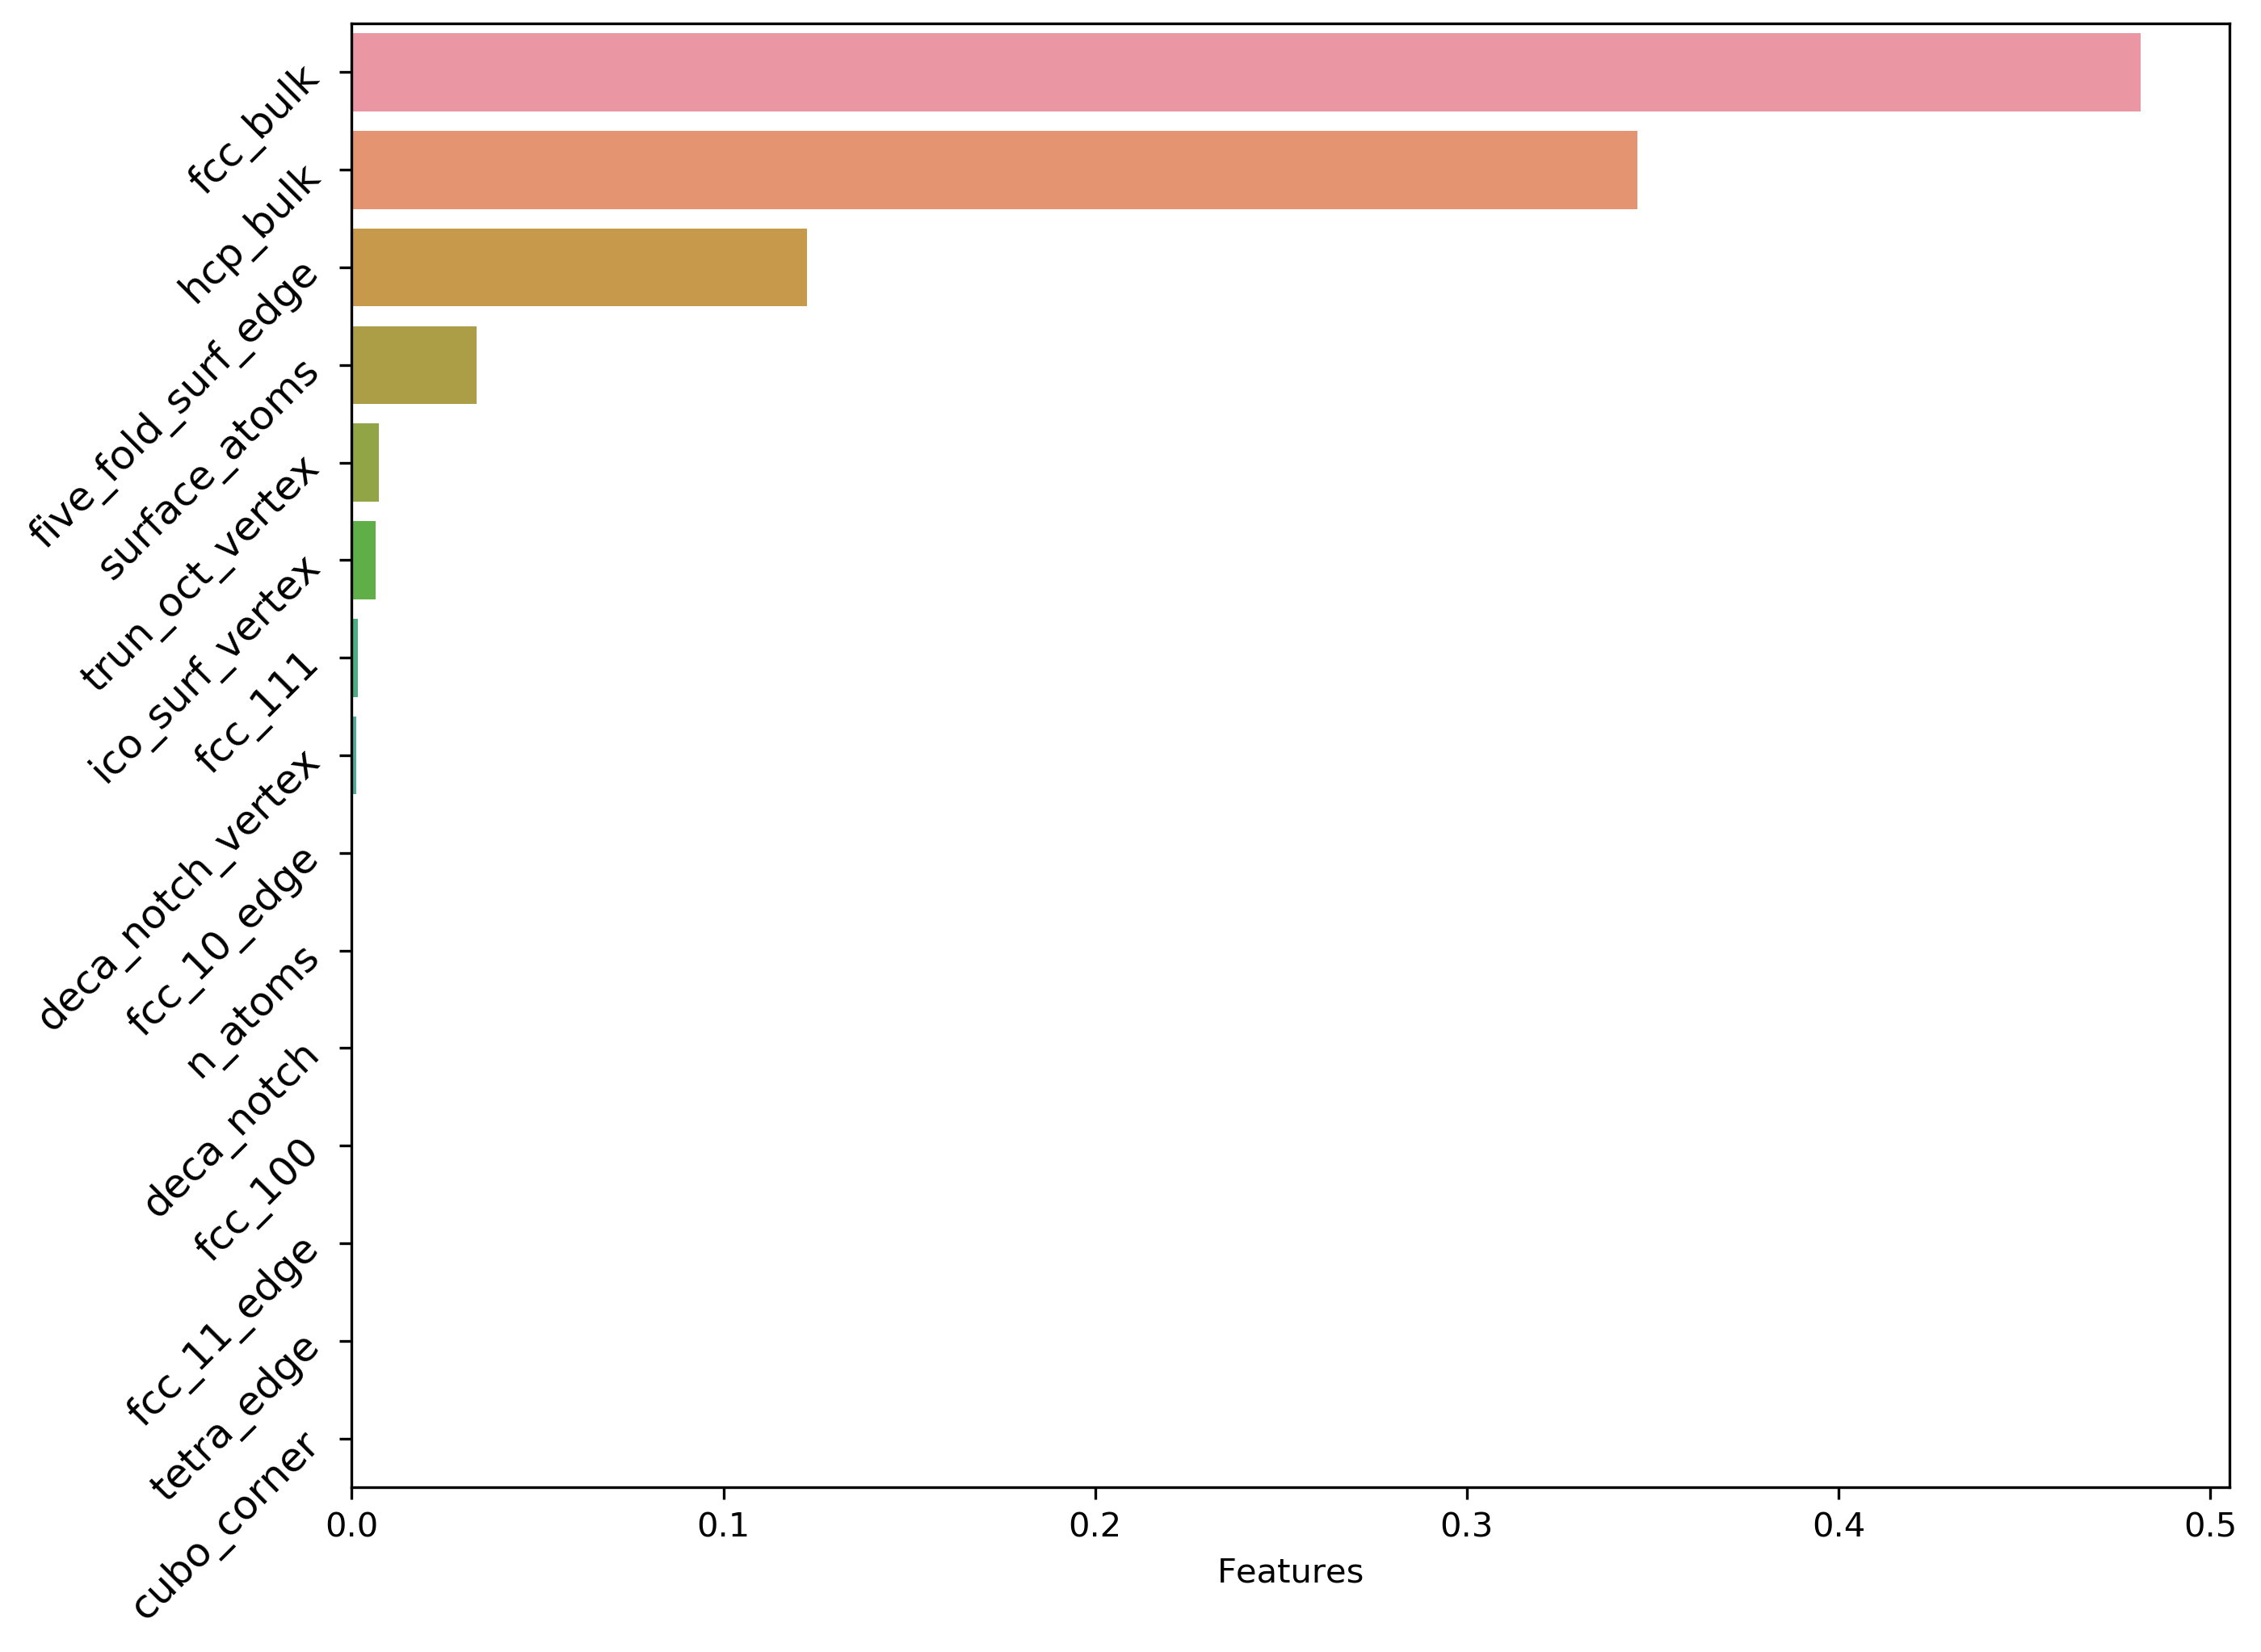 fcc_bulk
hcp_bulk
five_fold_surf_edge
surface_atoms
trun_oct_vertex
ico_surf_vertex
fcc_111
deca_notch_vertex
fcc_10_edge
n_atoms
deca_notch
fcc_100
fcc_11_edge
tetra_edge
cubo_corner
0.0 0.1 0.2 0.3 0.4 0.5
Features